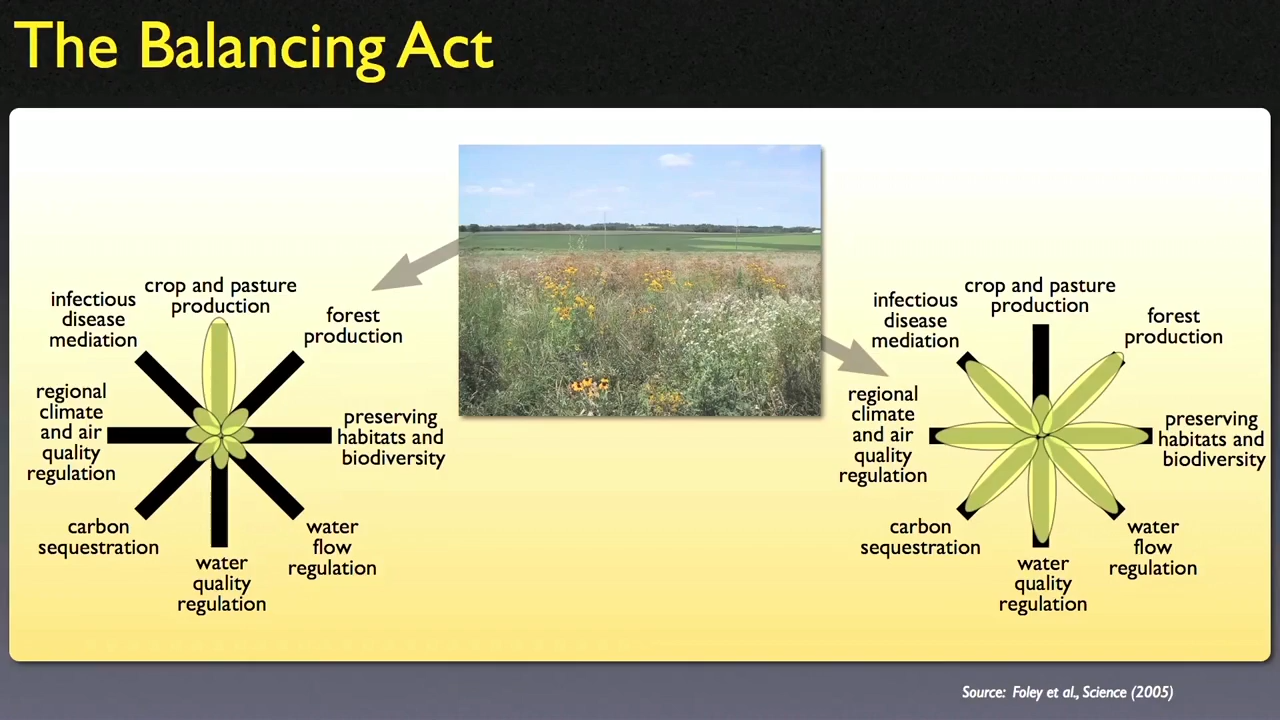 The Balancing Act
crop and pasture
production
infectious
disease
mediation
forest
production
regional
climate
and air
quality
regulation
preserving
habitats and
biodiversity
carbon
sequestration
water
flow
regulation
water
quality
regulation
crop and pasture
production
infectious
disease
mediation
forest
production
regional
climate
and air
quality
regulation
preserving
habitats and
biodiversity
carbon
sequestration
water
flow
regulation
water
quality
regulation
Source: Foley et al., Science (2005)